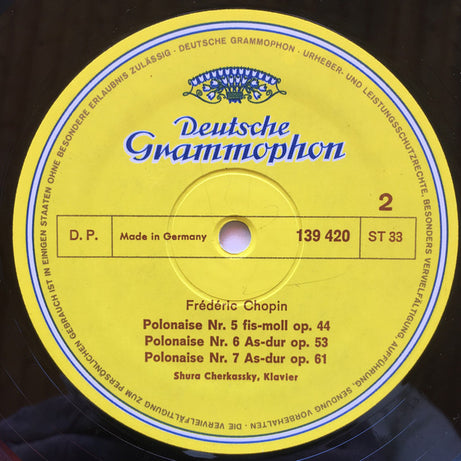 DEUTSCHE GRAMMOPHON · URHEBER- UND LEISTUNGSSCHUTZRECHTE, BESONDERS VERVIELFÄLTIGUNG, AUFFÜHRUNG, SENDUNG VORBEHALTEN · DIE VERVIELFÄLTIGUNG ZUM PERSÖNLICHEN GEBRAUCH IST IN EINIGEN STAATEN OHNE BESONDERE ERLAUBNIS ZULÄSSIG ·
Deutsche
Grammophon
2
D. P. Made in Germany 139 420 ST 33
Frédéric Chopin
Polonaise Nr. 5 fis-moll op. 44
Polonaise Nr. 6 As-dur op. 53
Polonaise Nr. 7 As-dur op. 61
Shura Cherkassky, Klavier